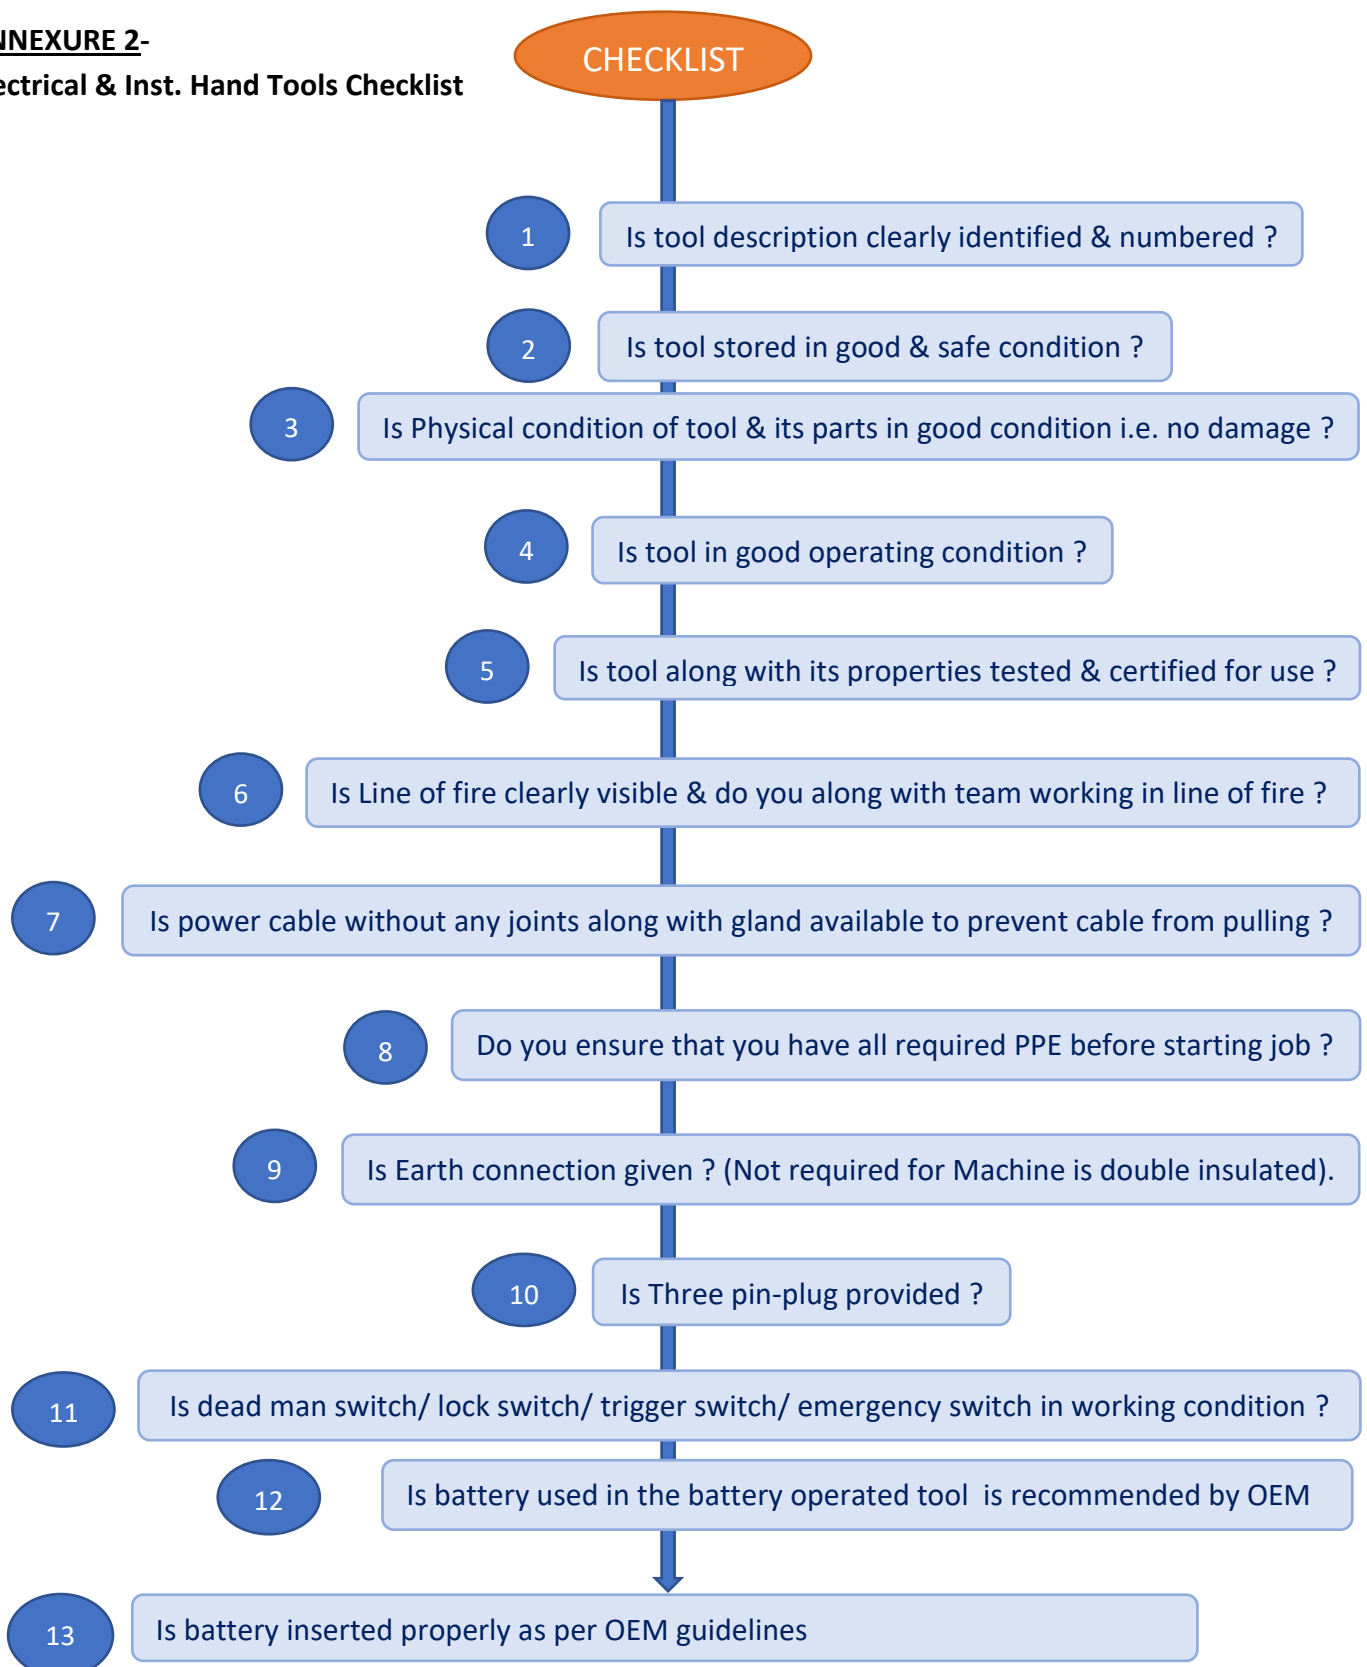 NNEXURE 2-
ectrical & Inst. Hand Tools Checklist
CHECKLIST
1
Is tool description clearly identified & numbered ?
2
Is tool stored in good & safe condition ?
3
Is Physical condition of tool & its parts in good condition i.e. no damage ?
4
Is tool in good operating condition ?
5
Is tool along with its properties tested & certified for use ?
6
Is Line of fire clearly visible & do you along with team working in line of fire ?
7
Is power cable without any joints along with gland available to prevent cable from pulling ?
8
Do you ensure that you have all required PPE before starting job ?
9
Is Earth connection given ? (Not required for Machine is double insulated).
10
Is Three pin-plug provided ?
11
Is dead man switch/ lock switch/ trigger switch/ emergency switch in working condition ?
12
Is battery used in the battery operated tool  is recommended by OEM
13
Is battery inserted properly as per OEM guidelines